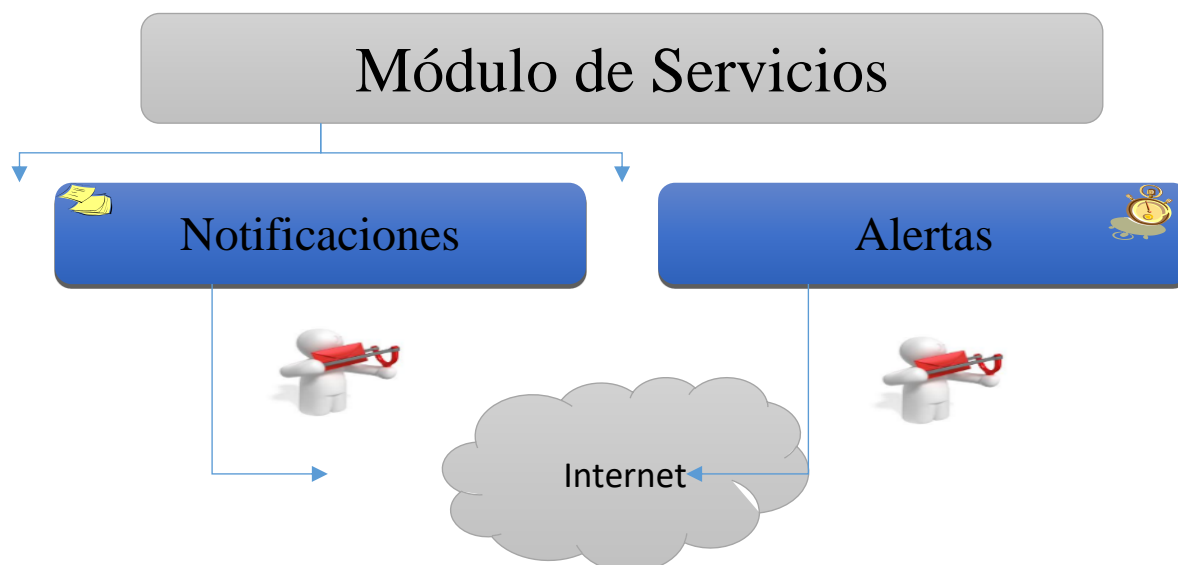 Módulo de Servicios
Notificaciones
Alertas
Internet